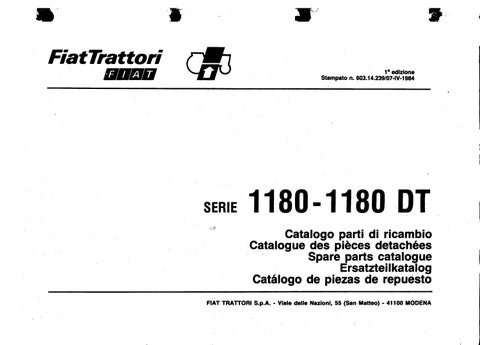 FiatTrattori
FIAT
1ª edizione
Stampato n. 603.14.239/07-IV-1984
SERIE 1180-1180 DT
Catalogo parti di ricambio
Catalogue des pièces detachées
Spare parts catalogue
Ersatzteilkatalog
Catálogo de piezas de repuesto
FIAT TRATTORI S.p.A. - Viale delle Nazioni, 55 (San Matteo) - 41100 MODENA